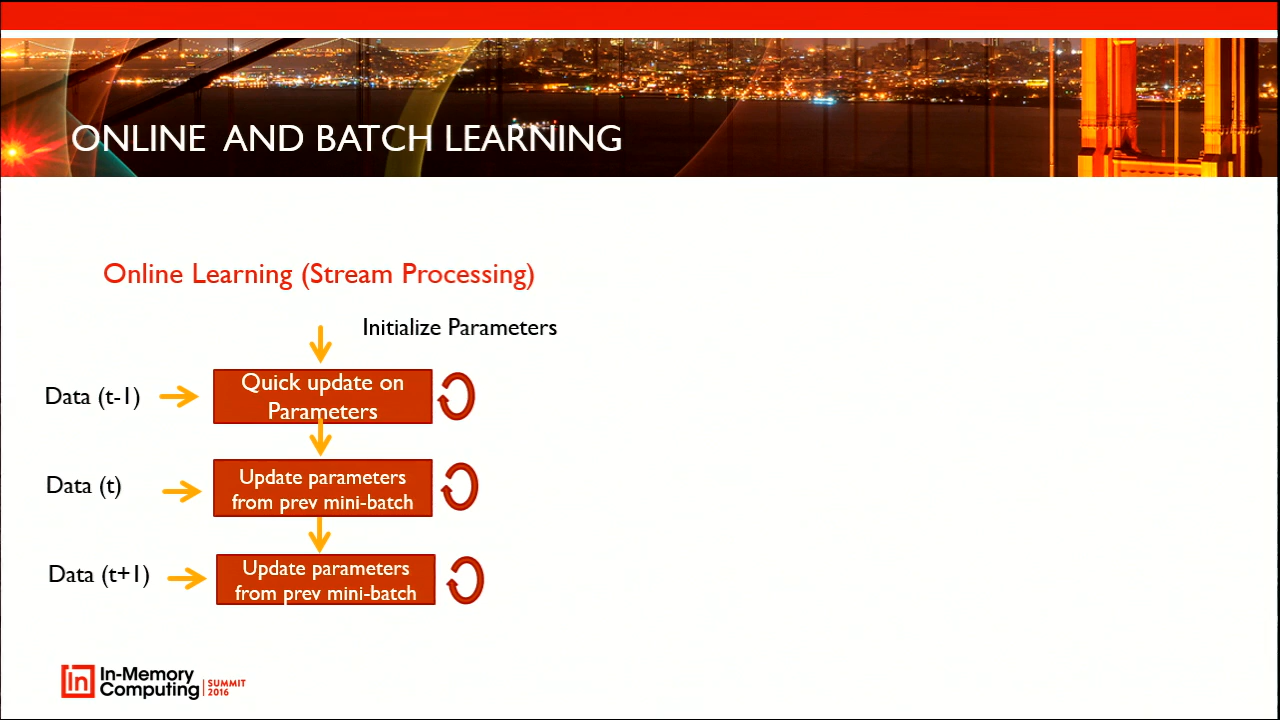 ONLINE AND BATCH LEARNING
Online Learning (Stream Processing)
Initialize Parameters
Data (t-1)
Quick update on
Parameters
Data (t)
Update parameters
from prev mini-batch
Data (t+1)
Update parameters
from prev mini-batch
in
In-Memory
Computing
SUMMIT
2016